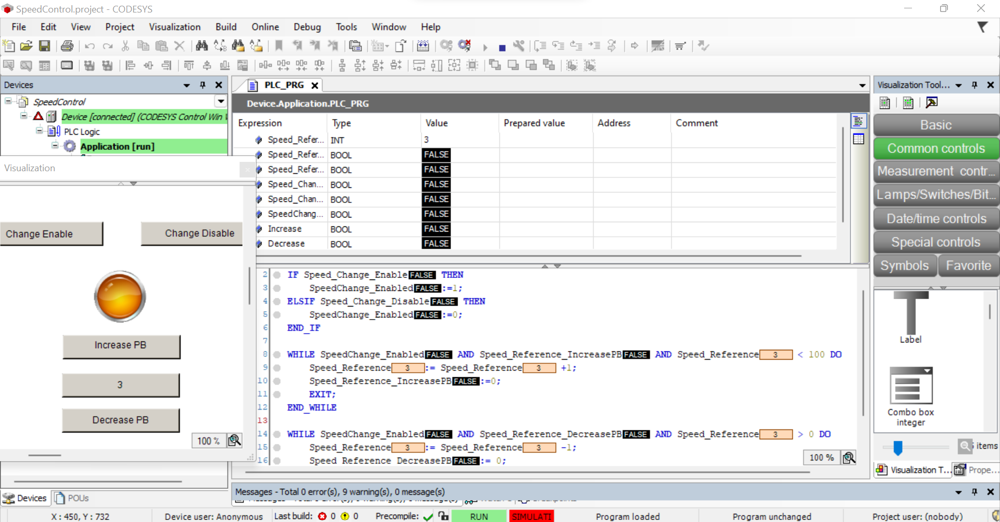 SpeedControl.project - CODESYS
File Edit View Project Visualization Build Online Debug Tools Window Help
Devices
SpeedControl
Device [connected] (CODESYS Control Win
PLC Logic
Application [run]
Visualization
Change Enable
Change Disable
Increase PB
3
Decrease PB
100 %
Devices
POUs
PLC_PRG
Device.Application.PLC_PRG
Expression Type Value Prepared value Address Comment
Speed_Refer... INT 3
Speed_Refer... BOOL FALSE
Speed_Refer... BOOL FALSE
Speed_Chan... BOOL FALSE
Speed_Chan... BOOL FALSE
SpeedChang... BOOL FALSE
Increase BOOL FALSE
Decrease BOOL FALSE
2 IF Speed_Change_Enable FALSE THEN
3 SpeedChange_Enabled FALSE :=1;
4 ELSIF Speed_Change_Disable FALSE THEN
5 SpeedChange_Enabled FALSE :=0;
6 END_IF
7
8 WHILE SpeedChange_Enabled FALSE AND Speed_Reference_IncreasePB FALSE AND Speed_Reference 3 < 100 DO
9 Speed_Reference 3 := Speed_Reference 3 +1;
10 Speed_Reference_IncreasePB FALSE :=0;
11 EXIT;
12 END_WHILE
13
14 WHILE SpeedChange_Enabled FALSE AND Speed_Reference_DecreasePB FALSE AND Speed_Reference 3 > 0 DO
15 Speed_Reference 3 := Speed_Reference 3 -1;
16 Speed Reference DecreasePB FALSE := 0;
100 %
Visualization Tool...
Basic
Common controls
Measurement contr...
Lamps/Switches/Bit...
Date/time controls
Special controls
Symbols Favorite
Label
Combo box
integer
items
Visualization T... Prope...
Messages - Total 0 error(s), 9 warning(s), 0 message(s)
X: 450, Y: 732 Device user: Anonymous Last build: 0 0 Precompile: RUN SIMULATI Program loaded Program unchanged Project user: (nobody)